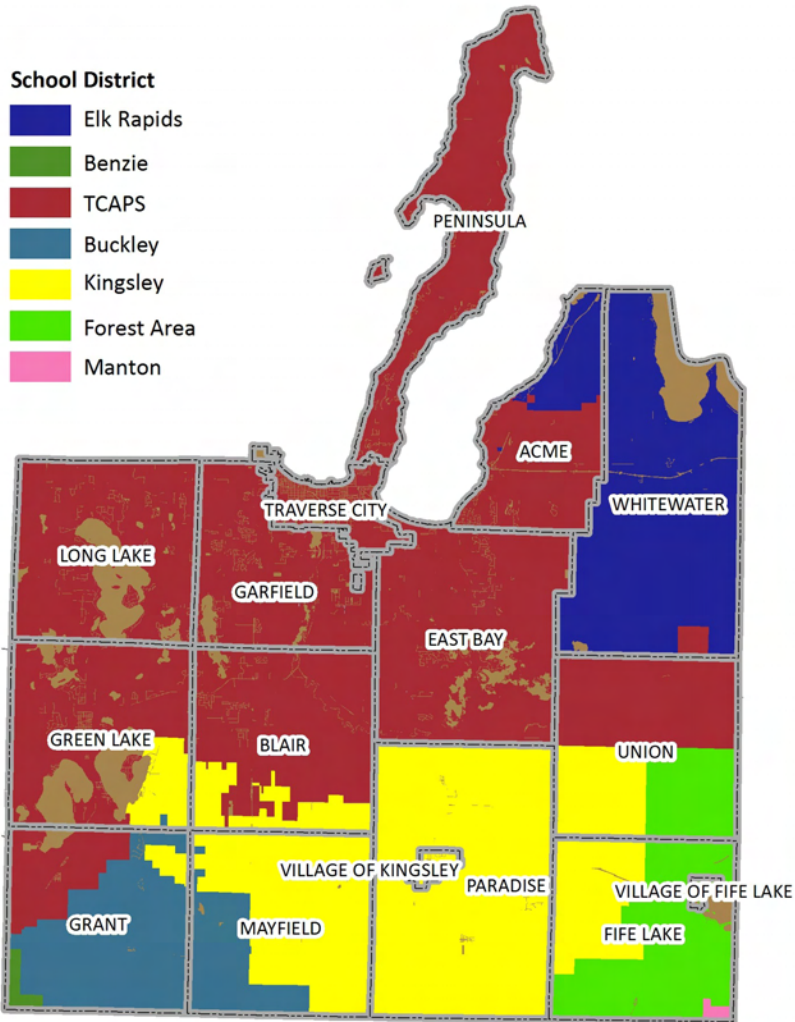 School District
Elk Rapids
Benzie
TCAPS
Buckley
Kingsley
Forest Area
Manton
PENINSULA
ACME
WHITEWATER
TRAVERSE CITY
LONG LAKE
GARFIELD
EAST BAY
GREEN LAKE
BLAIR
UNION
VILLAGE OF KINGSLEY
PARADISE
VILLAGE OF FIFE LAKE
GRANT
MAYFIELD
FIFE LAKE